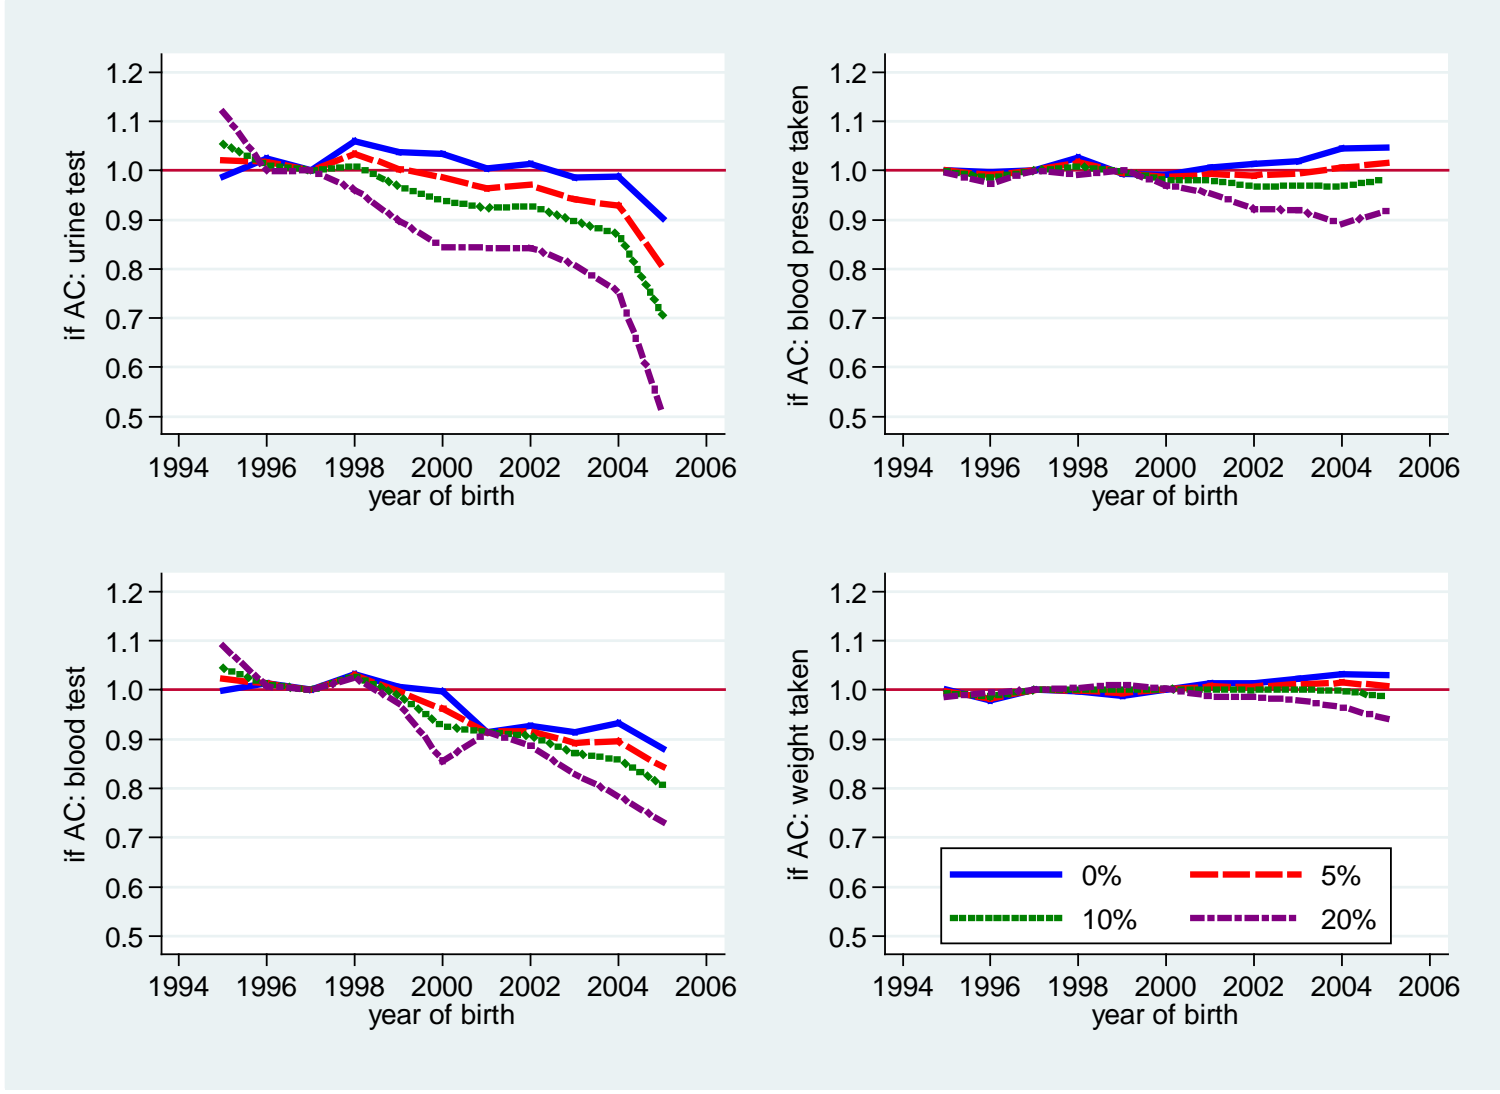 if AC: urine test
1.2
1.1
1.0
0.9
0.8
0.7
0.6
0.5
1994 1996 1998 2000 2002 2004 2006
year of birth
if AC: blood presure taken
1.2
1.1
1.0
0.9
0.8
0.7
0.6
0.5
1994 1996 1998 2000 2002 2004 2006
year of birth
if AC: blood test
1.2
1.1
1.0
0.9
0.8
0.7
0.6
0.5
1994 1996 1998 2000 2002 2004 2006
year of birth
if AC: weight taken
1.2
1.1
1.0
0.9
0.8
0.7
0.6
0.5
0% 5%
10% 20%
1994 1996 1998 2000 2002 2004 2006
year of birth